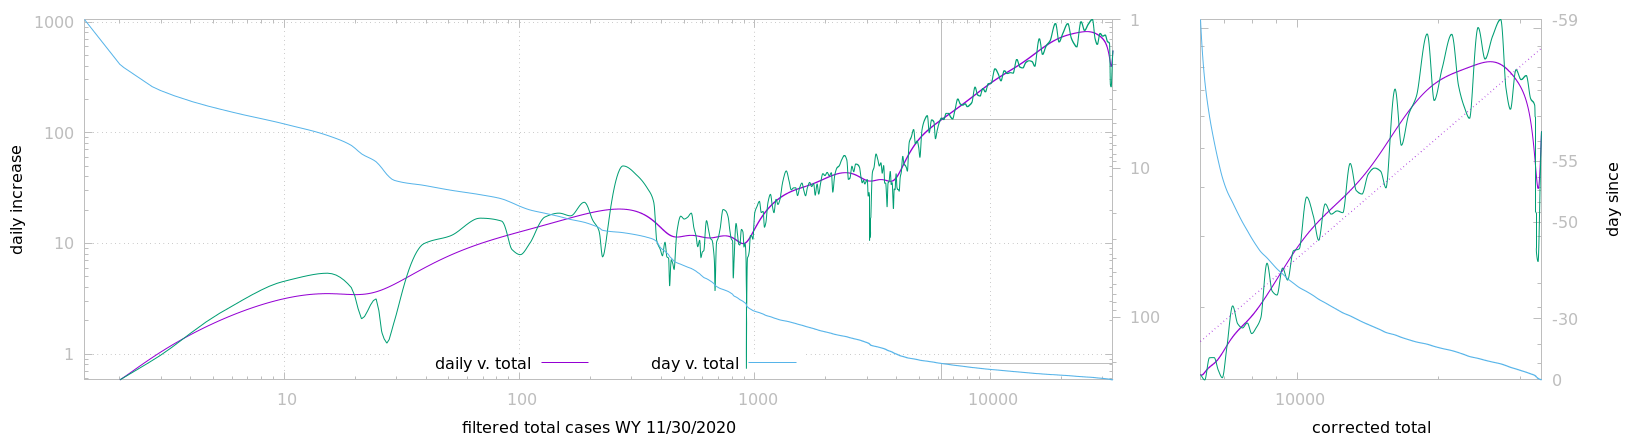 1000
100
10
1
daily increase
10
100
1000
10000
filtered total cases WY 11/30/2020
daily v. total
day v. total
1
10
100
10000
corrected total
-59
-55
-50
-30
0
day since